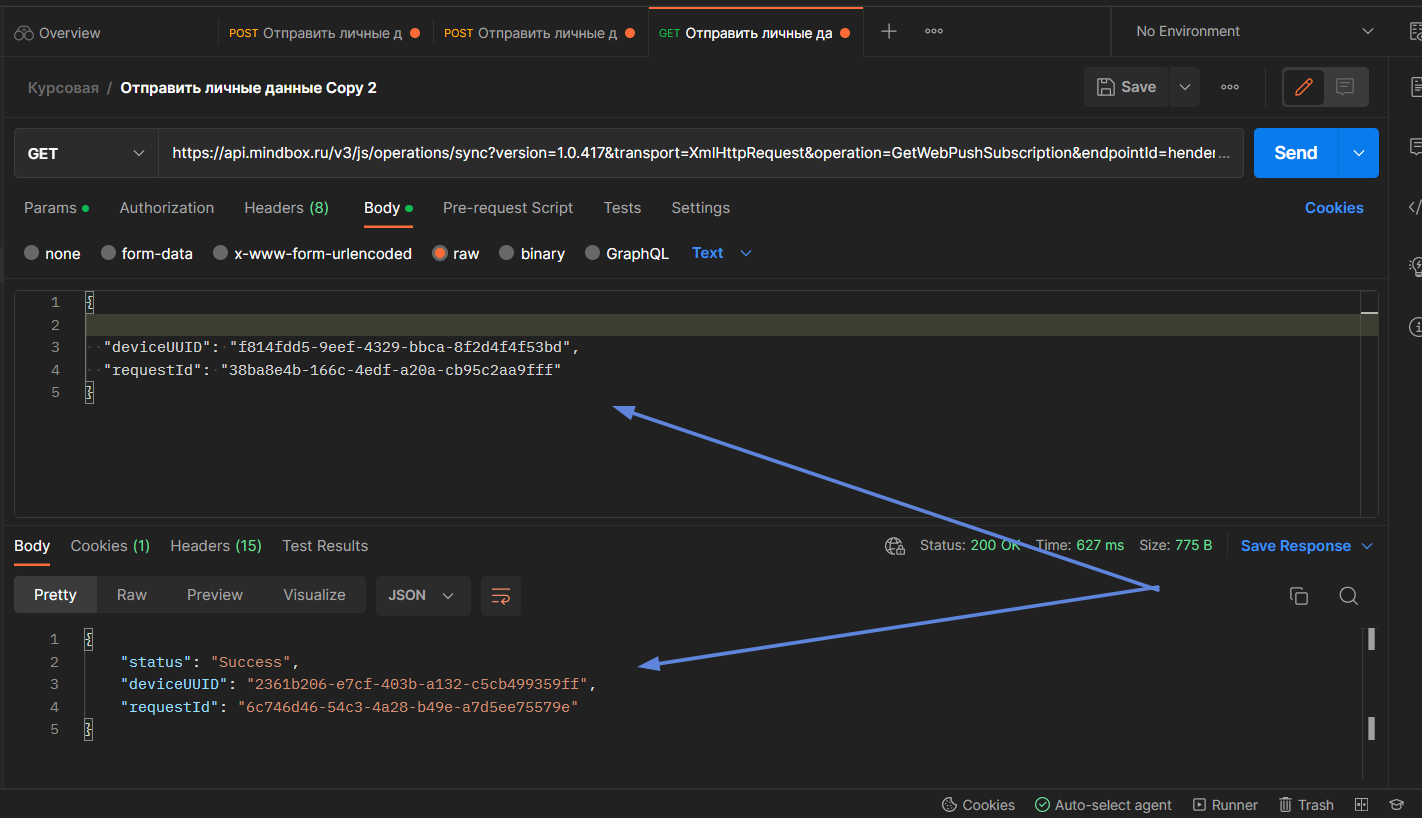 Overview
POST Отправить личные д
POST Отправить личные д
GET Отправить личные да
No Environment
Курсовая / Отправить личные данные Copy 2
Save
GET
https://api.mindbox.ru/v3/js/operations/sync?version=1.0.417&transport=XmlHttpRequest&operation=GetWebPushSubscription&endpointId=hender...
Send
Params
Authorization
Headers (8)
Body
Pre-request Script
Tests
Settings
Cookies
none
form-data
x-www-form-urlencoded
raw
binary
GraphQL
Text
1 {
2
3 "deviceUUID": "f814fdd5-9eef-4329-bbca-8f2d4f4f53bd",
4 "requestId": "38ba8e4b-166c-4edf-a20a-cb95c2aa9fff"
5 }
Body
Cookies (1)
Headers (15)
Test Results
Status: 200 OK
Time: 627 ms
Size: 775 B
Save Response
Pretty
Raw
Preview
Visualize
JSON
1 {
2 "status": "Success",
3 "deviceUUID": "2361b206-e7cf-403b-a132-c5cb499359ff",
4 "requestId": "6c746d46-54c3-4a28-b49e-a7d5ee75579e"
5 }
Cookies
Auto-select agent
Runner
Trash